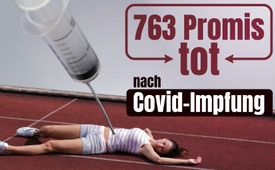 763 Promis
tot
nach
Covid-Impfung